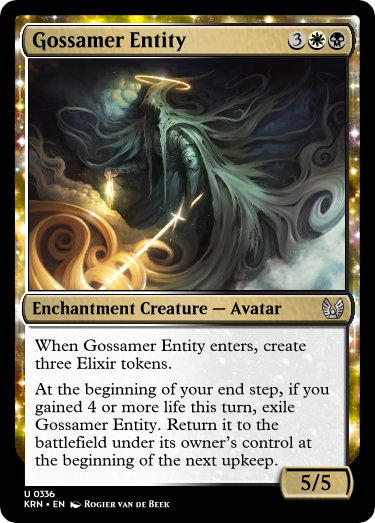 Gossamer Entity 3
Enchantment Creature — Avatar
When Gossamer Entity enters, create
three Elixir tokens.
At the beginning of your end step, if you
gained 4 or more life this turn, exile
Gossamer Entity. Return it to the
battlefield under its owner's control at
the beginning of the next upkeep.
5/5
U 0336
KRN • EN Rogier van de Beek